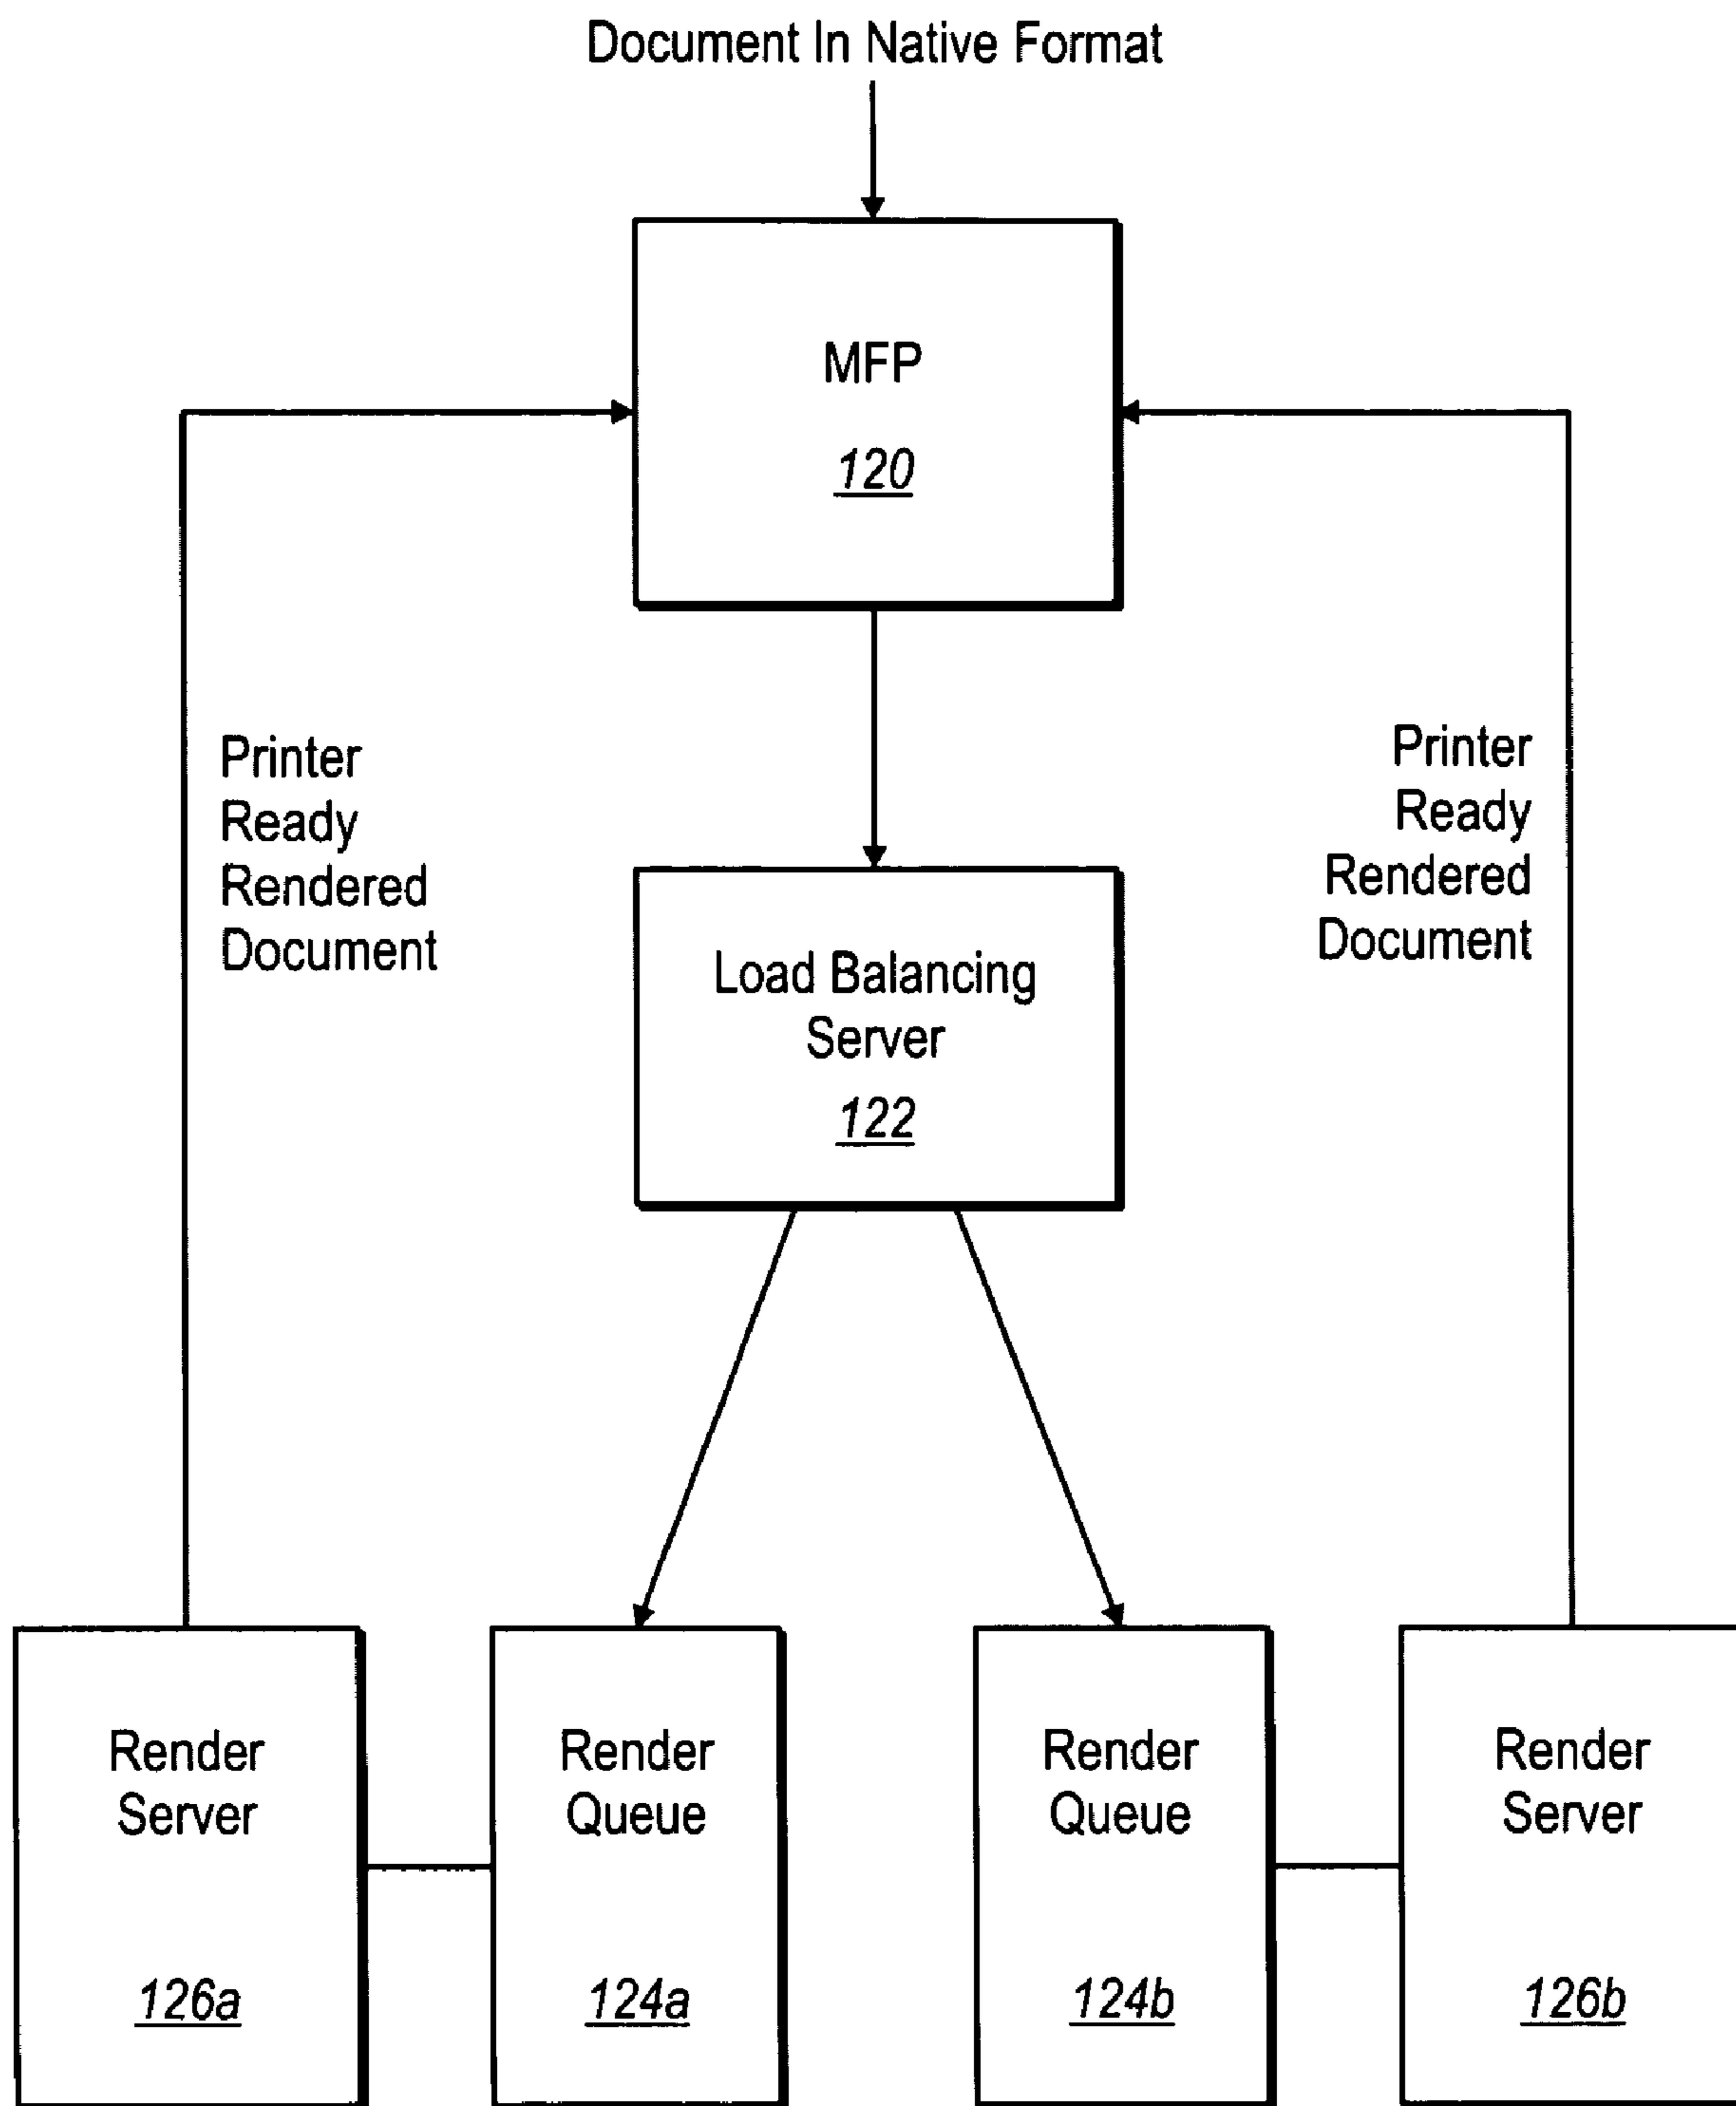 Document In Native Format
MFP
120
Printer
Ready
Rendered
Document
Printer
Ready
Rendered
Document
Load Balancing
Server
122
Render
Server
126a
Render
Queue
124a
Render
Queue
124b
Render
Server
126b